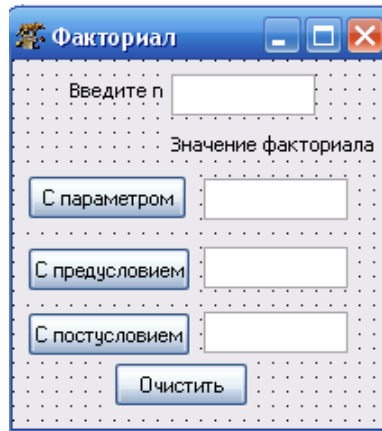 Факториал
Введите n
Значение факториала
С параметром
С предусловием
С постусловием
Очистить